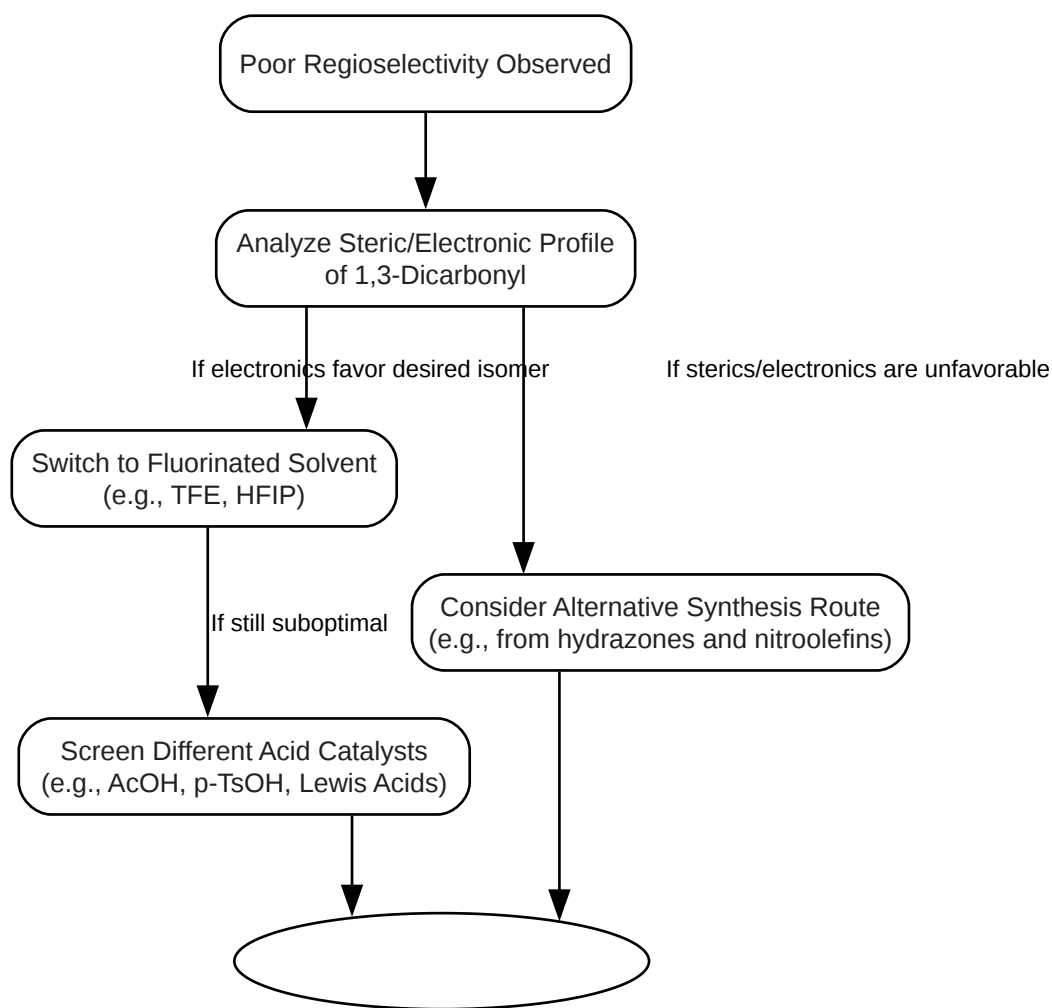 Poor Regioselectivity Observed
Analyze Steric/Electronic Profile
of 1,3-Dicarbonyl
If electronics favor desired isomer
If sterics/electronics are unfavorable
Switch to Fluorinated Solvent
(e.g., TFE, HFIP)
Consider Alternative Synthesis Route
(e.g., from hydrazones and nitroolefins)
If still suboptimal
Screen Different Acid Catalysts
(e.g., AcOH, p-TsOH, Lewis Acids)